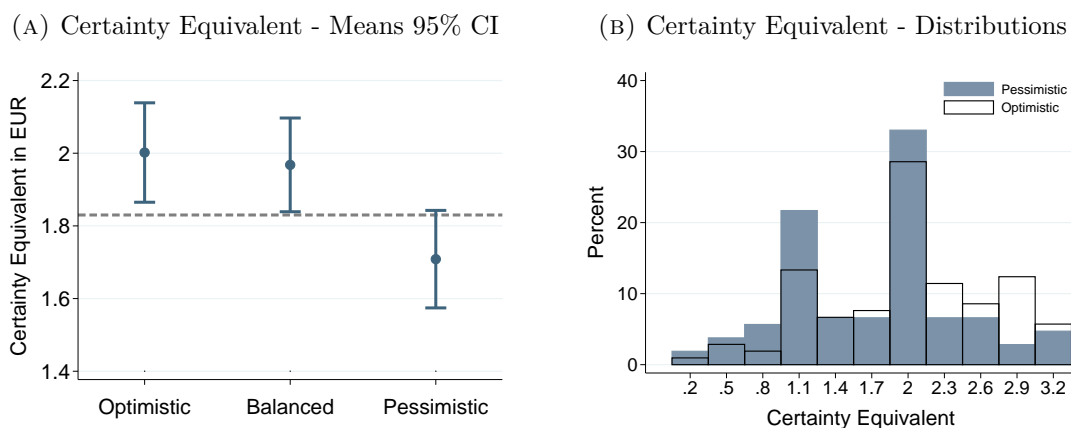 (A) Certainty Equivalent - Means 95% CI
Certainty Equivalent in EUR
2.2
2
1.8
1.6
1.4
Optimistic Balanced Pessimistic
(B) Certainty Equivalent - Distributions
Percent
40
30
20
10
0
Pessimistic
Optimistic
.2 .5 .8 1.1 1.4 1.7 2 2.3 2.6 2.9 3.2
Certainty Equivalent